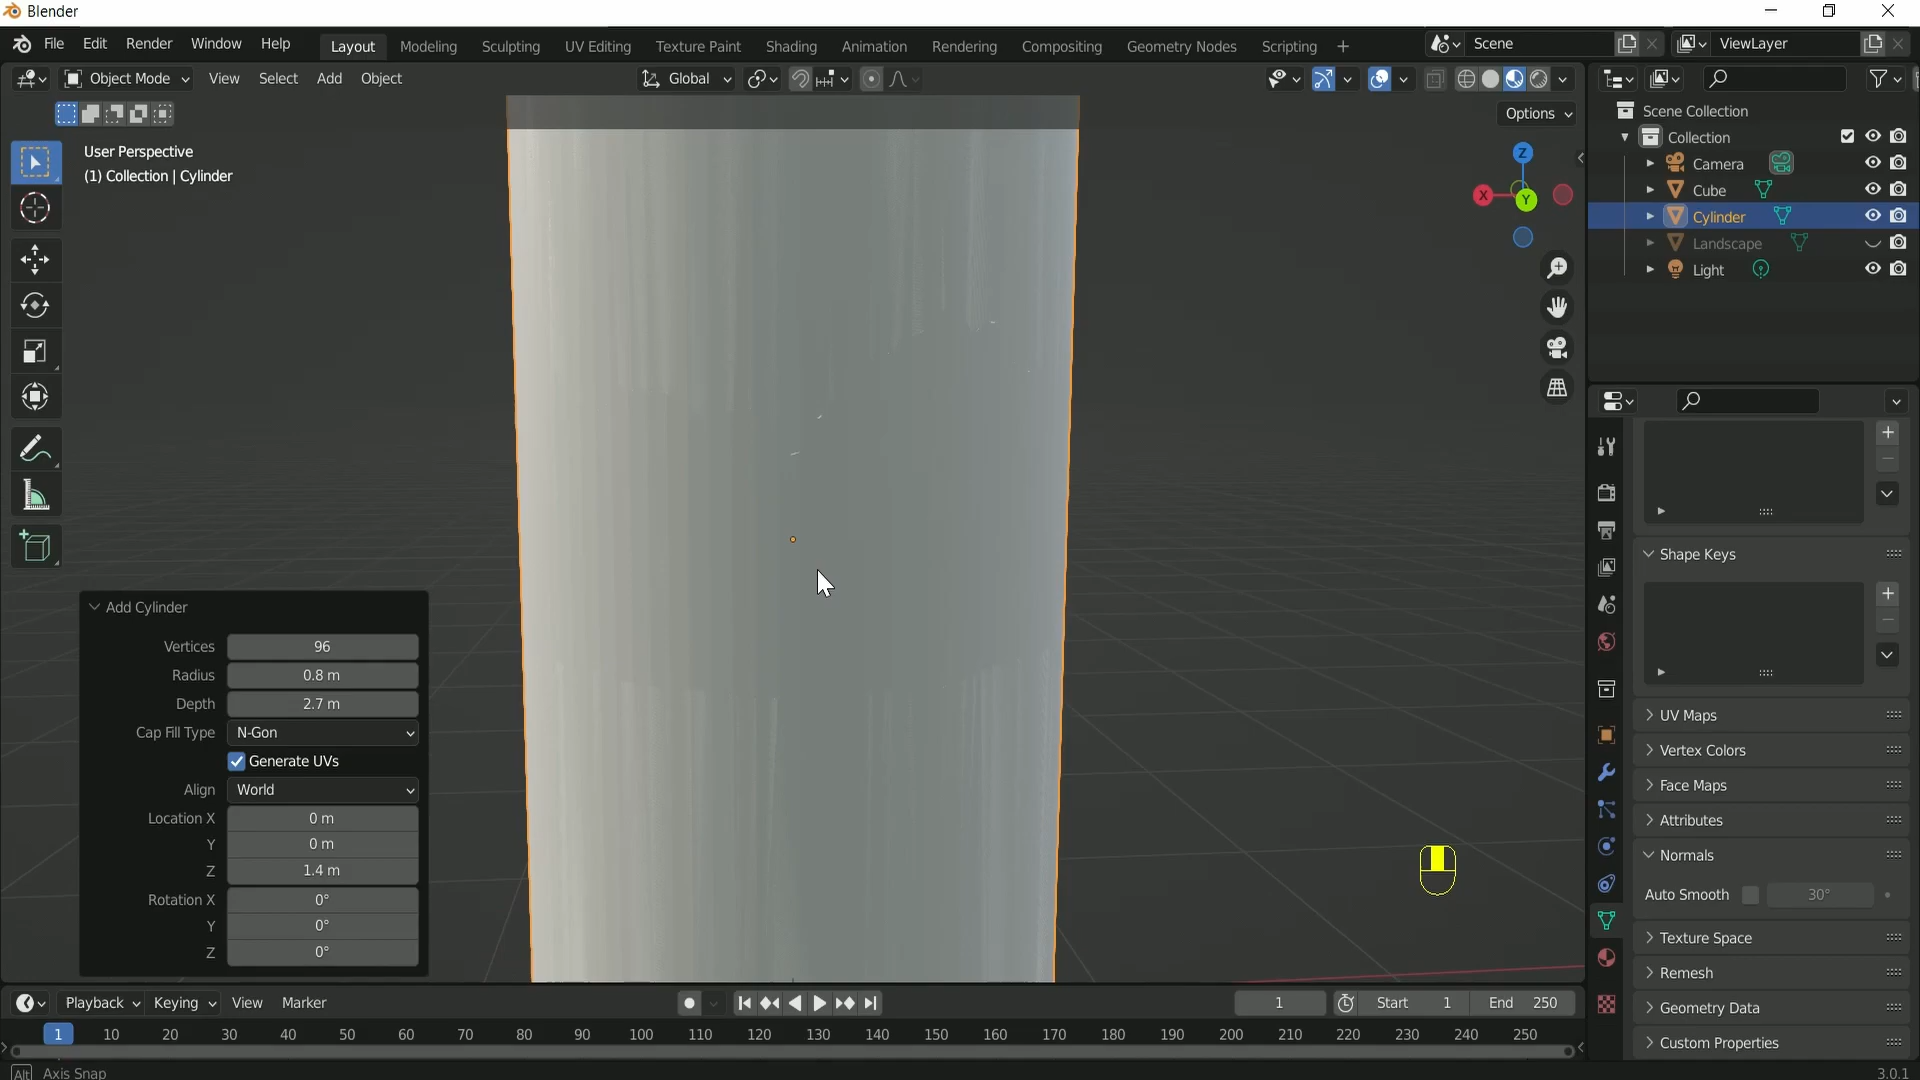 Blender
File Edit Render Window Help
Layout Modeling Sculpting UV Editing Texture Paint Shading Animation Rendering Compositing Geometry Nodes Scripting +
Scene
ViewLayer
Object Mode View Select Add Object
Global
Options
User Perspective
(1) Collection | Cylinder
Z
X
Y
Scene Collection
Collection
Camera
Cube
Cylinder
Landscape
Light
Add Cylinder
Vertices 96
Radius 0.8 m
Depth 2.7 m
Cap Fill Type N-Gon
Generate UVs
Align World
Location X 0 m
Y 0 m
Z 1.4 m
Rotation X 0°
Y 0°
Z 0°
Shape Keys
UV Maps
Vertex Colors
Face Maps
Attributes
Normals
Auto Smooth 30°
Texture Space
Remesh
Geometry Data
Custom Properties
Playback Keying View Marker
1 Start 1 End 250
1 10 20 30 40 50 60 70 80 90 100 110 120 130 140 150 160 170 180 190 200 210 220 230 240 250
Alt Axis Snap
3.0.1